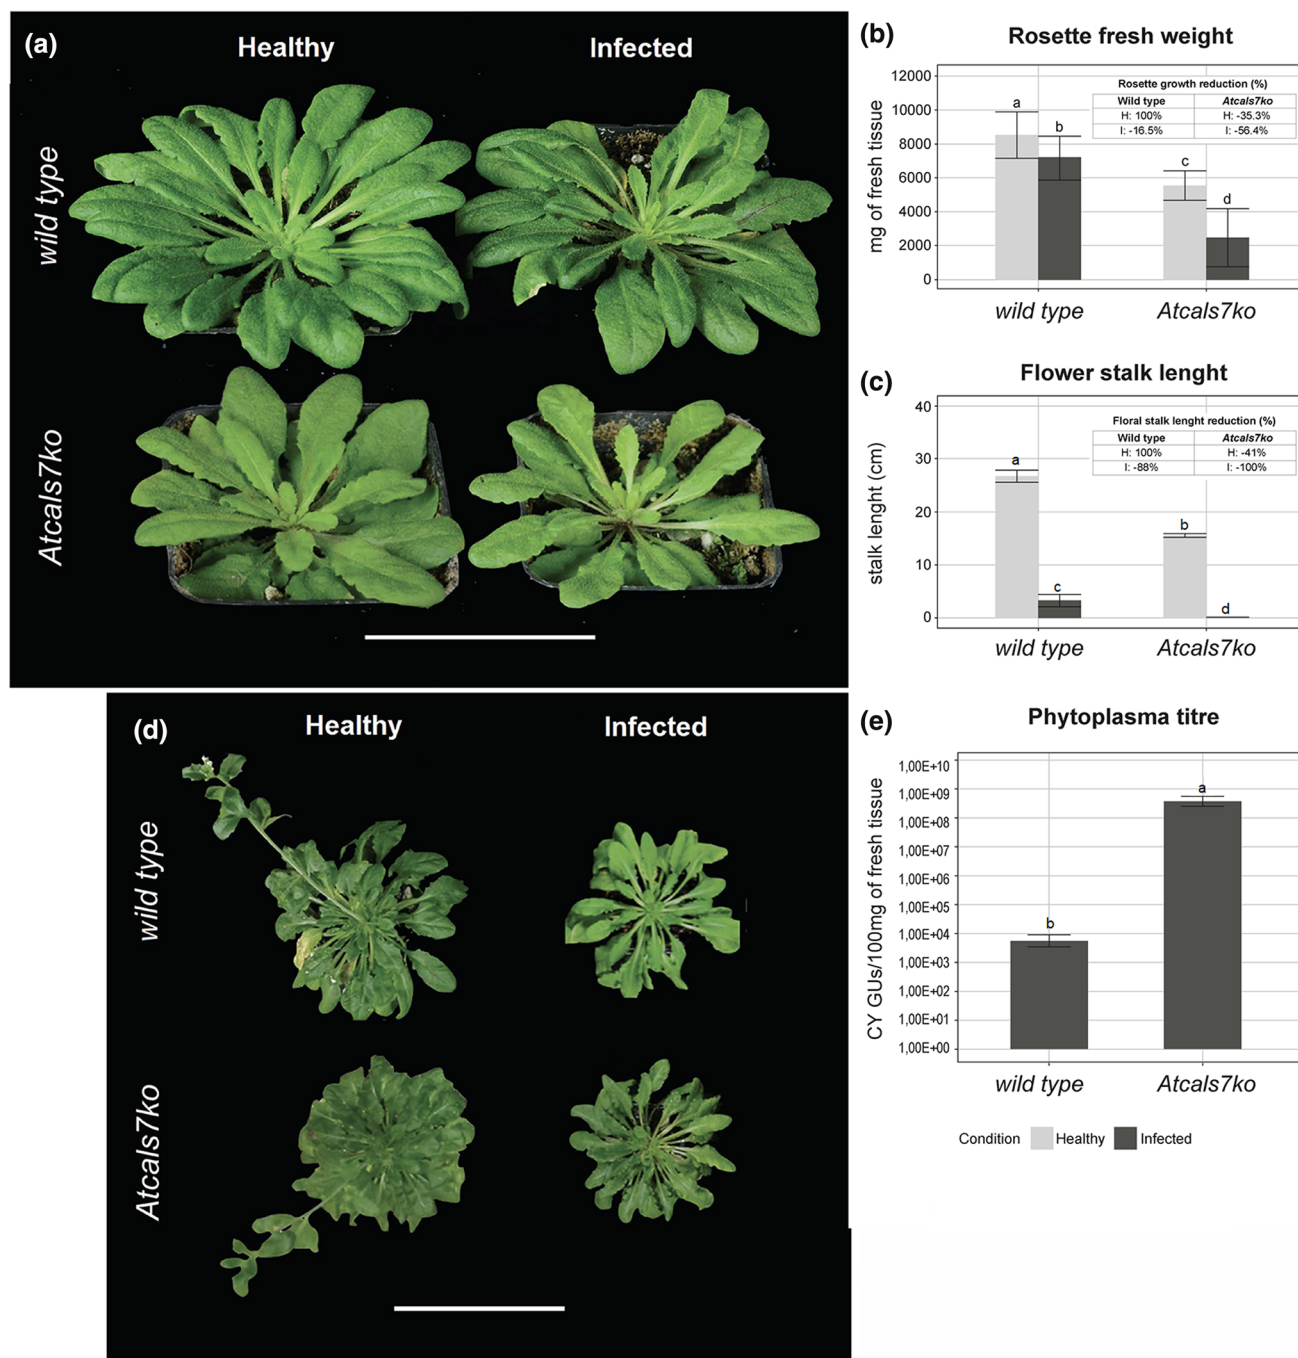 (a)
Healthy
Infected
wild type
Atcals7ko
(b)
Rosette fresh weight
mg of fresh tissue
12000
10000
8000
6000
4000
2000
0
a
b
c
d
Rosette growth reduction (%)
Wild type Atcals7ko
H: 100% H: -35.3%
I: -16.5% I: -56.4%
wild type
Atcals7ko
(c)
Flower stalk lenght
stalk lenght (cm)
40
30
20
10
0
a
c
b
d
Floral stalk lenght reduction (%)
Wild type Atcals7ko
H: 100% H: -41%
I: -88% I: -100%
wild type
Atcals7ko
(d)
Healthy
Infected
wild type
Atcals7ko
(e)
Phytoplasma titre
CY GUs/100mg of fresh tissue
1,00E+10
1,00E+09
1,00E+08
1,00E+07
1,00E+06
1,00E+05
1,00E+04
1,00E+03
1,00E+02
1,00E+01
1,00E+00
b
a
wild type
Atcals7ko
Condition Healthy Infected